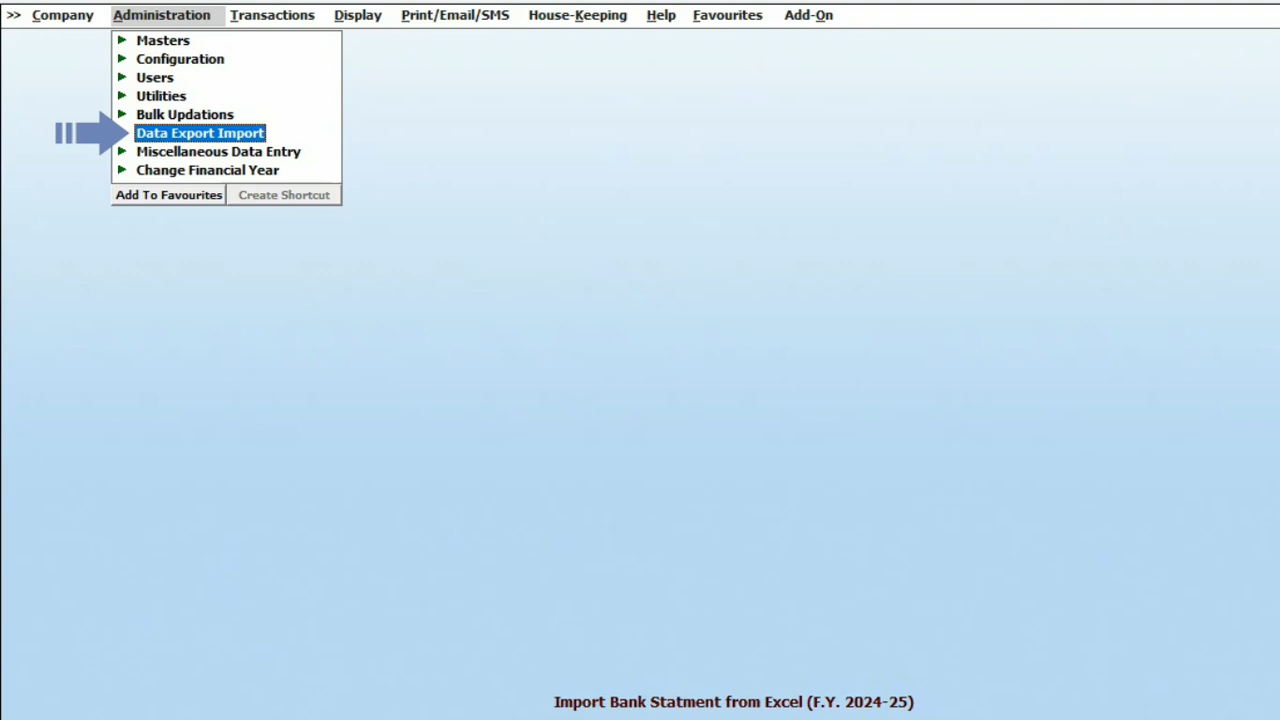 >> Company Administration Transactions Display Print/Email/SMS House-Keeping Help Favourites Add-On
Masters
Configuration
Users
Utilities
Bulk Updations
Data Export Import
Miscellaneous Data Entry
Change Financial Year
Add To Favourites Create Shortcut
Import Bank Statment from Excel (F.Y. 2024-25)